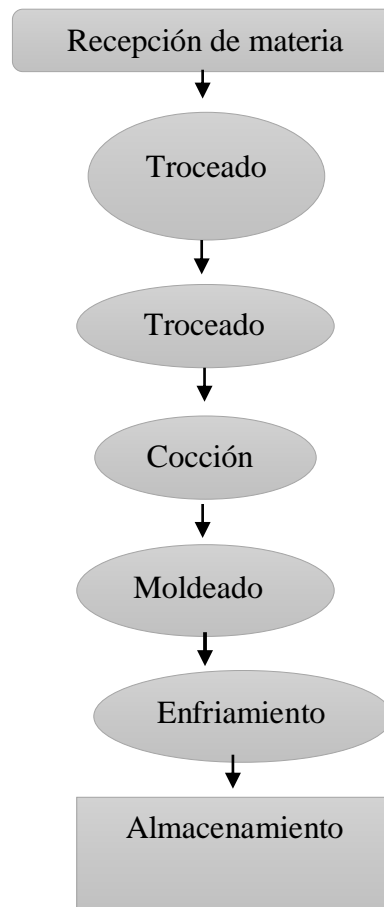 Recepción de materia
Troceado
Troceado
Cocción
Moldeado
Enfriamiento
Almacenamiento